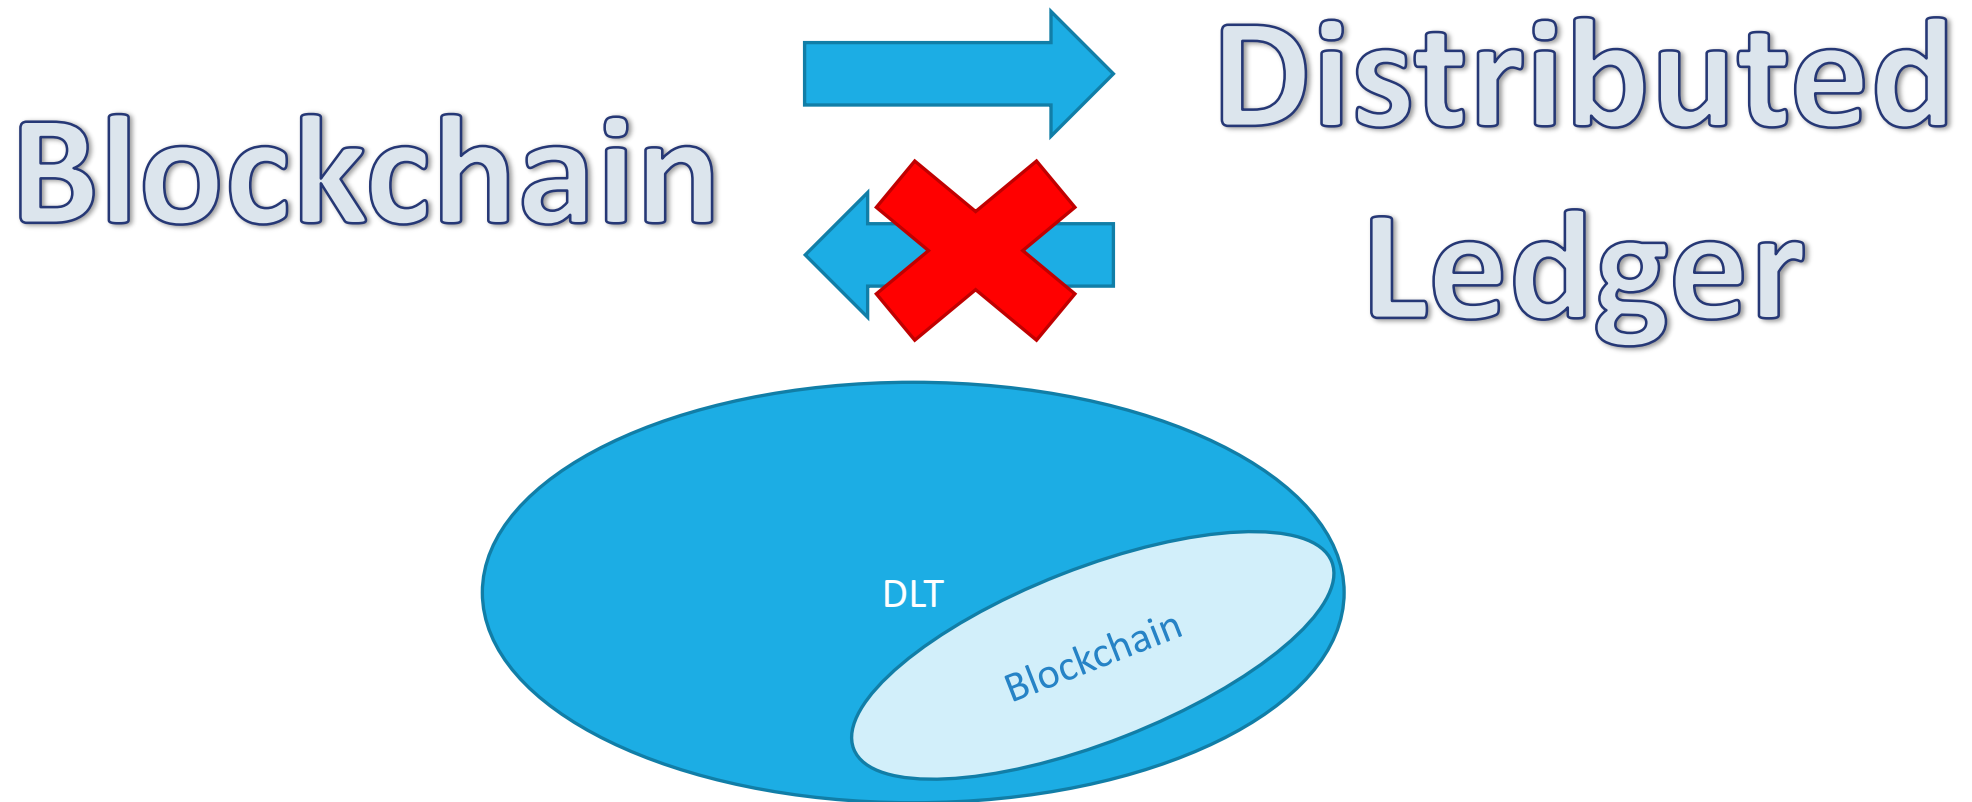 Blockchain
Distributed
Ledger
DLT
Blockchain